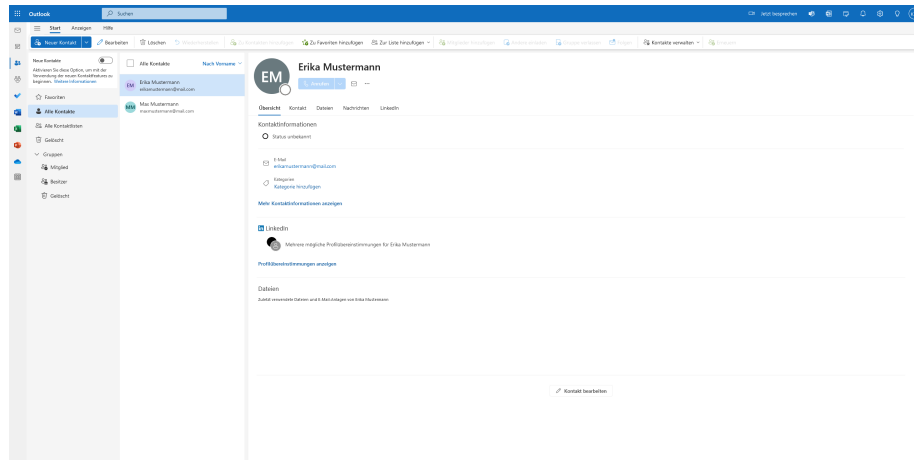 Outlook
Suchen
Jetzt besprechen
Start Anzeigen Hilfe
Neuer Kontakt Bearbeiten Löschen Wiederherstellen Zu Favoriten hinzufügen Zur Liste hinzufügen Mitglieder hinzufügen Kontakte verwalten
Neue Kontakte
Aktivieren Sie diese Option, um mit der
Verwendung der neuen Kontaktfeatures zu
beginnen. Weitere Informationen
Favoriten
Alle Kontakte
Alle Kontaktlisten
Gelöscht
Gruppen
Mitglied
Besitzer
Gelöscht
Alle Kontakte Nach Vorname
EM Erika Mustermann
erikamustermann@mail.com
MM Max Mustermann
maxmustermann@mail.com
EM
Erika Mustermann
Anrufen
Übersicht Kontakt Dateien Nachrichten LinkedIn
Kontaktinformationen
Status unbekannt
E-Mail
erikamustermann@mail.com
Kategorien
Kategorie hinzufügen
Mehr Kontaktinformationen anzeigen
LinkedIn
Mehrere mögliche Profilübereinstimmungen für Erika Mustermann
Profilübereinstimmungen anzeigen
Dateien
Zuletzt verwendete Dateien und E-Mail-Anlagen von Erika Mustermann
Kontakt bearbeiten